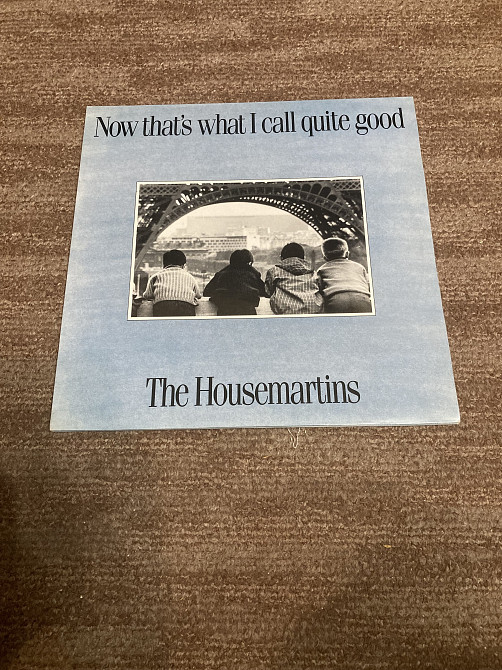 Now that's what I call quite good
The Housemartins